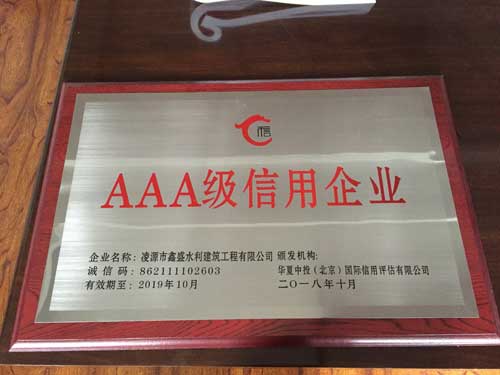 信
AAA级信用企业
企业名称：凌源市鑫盛水利建筑工程有限公司
诚信码：862111102603
有效期至：2019年10月
颁发机构：
华夏中投（北京）国际信用评估有限公司
二〇一八年十月